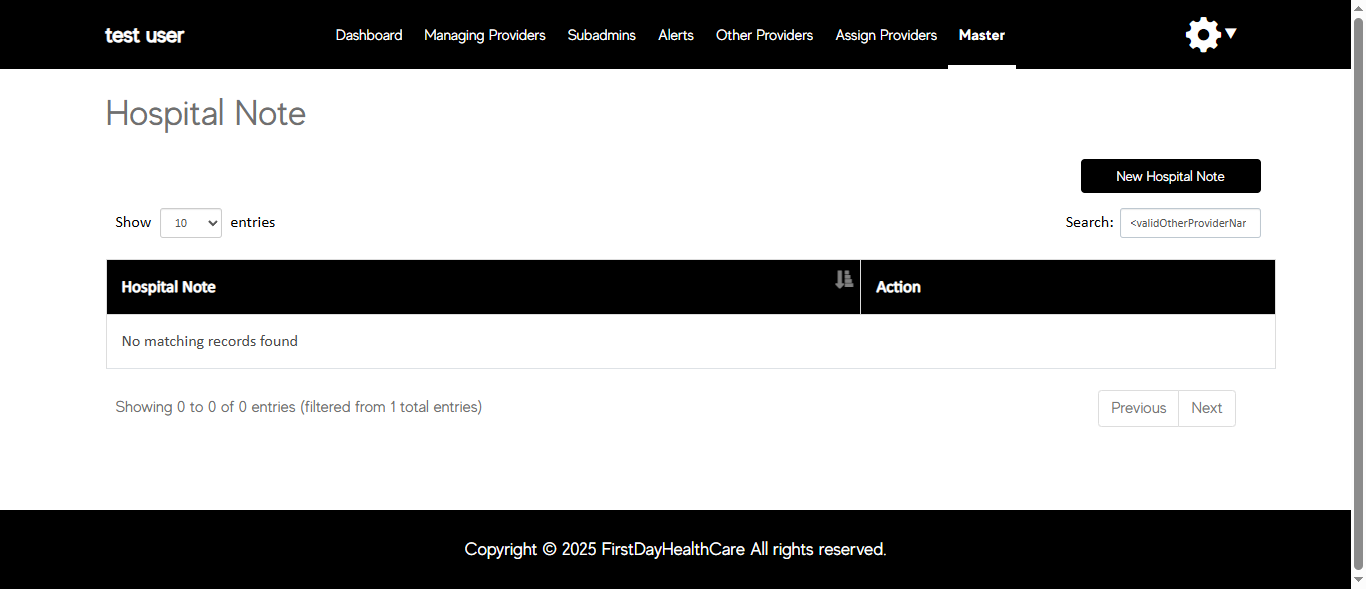 test user Dashboard Managing Providers Subadmins Alerts Other Providers Assign Providers Master
Hospital Note
New Hospital Note
Show 10 entries Search: <validOtherProviderNar
Hospital Note Action
No matching records found
Showing 0 to 0 of 0 entries (filtered from 1 total entries) Previous Next
Copyright © 2025 FirstDayHealthCare All rights reserved.